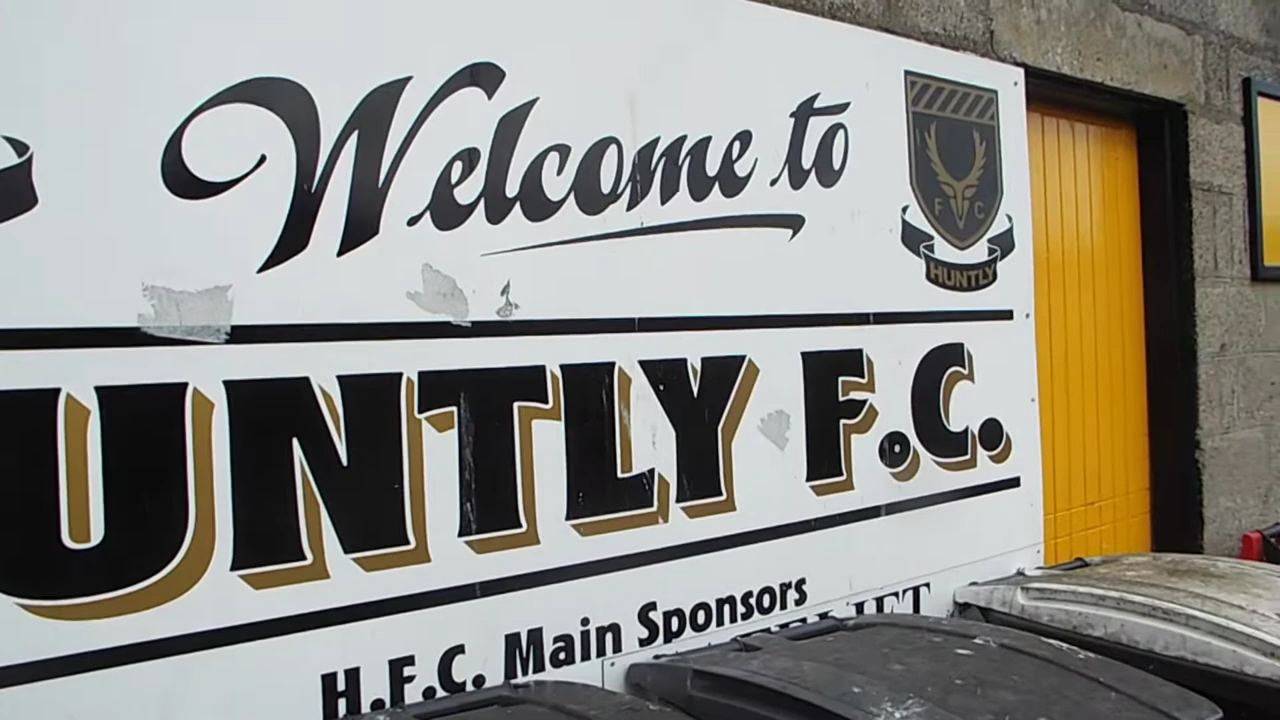 Welcome to
F C
HUNTLY
UNTLY F.C.
H.F.C. Main Sponsors